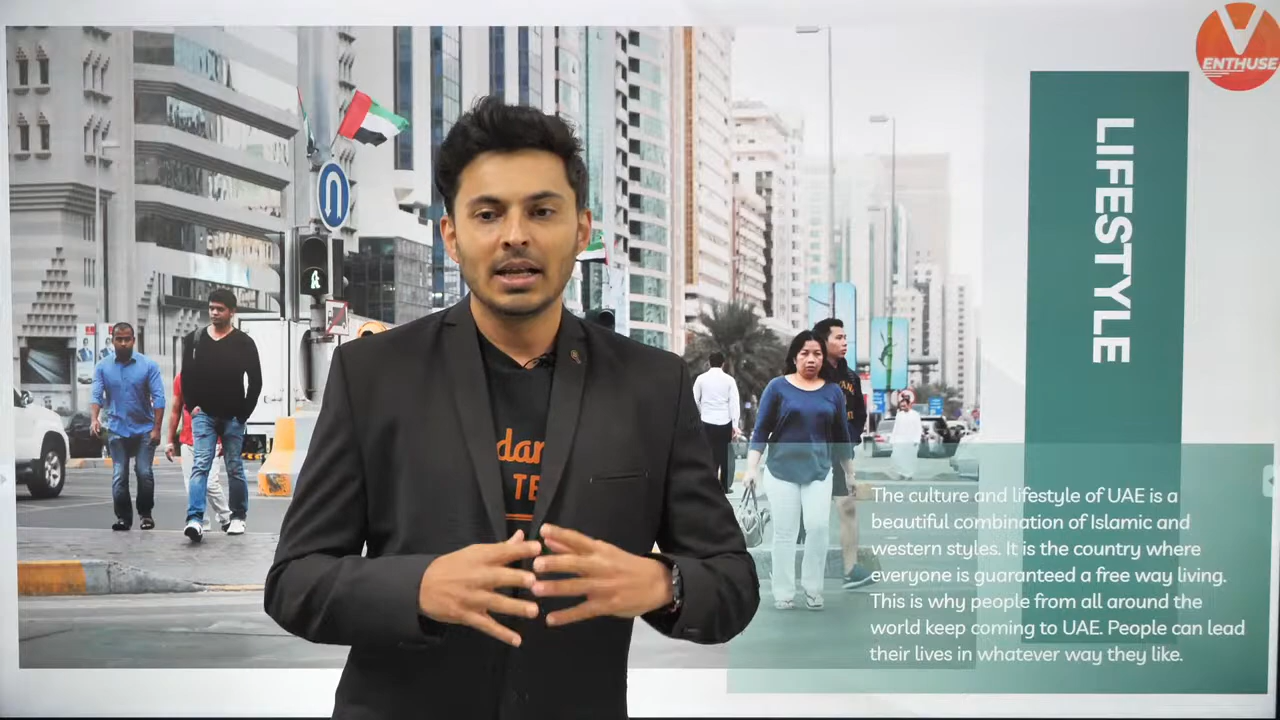 V
ENTHUSE
LIFESTYLE
The culture and lifestyle of UAE is a
beautiful combination of Islamic and
western styles. It is the country where
everyone is guaranteed a free way living.
This is why people from all around the
world keep coming to UAE. People can lead
their lives in whatever way they like.
dan
TE